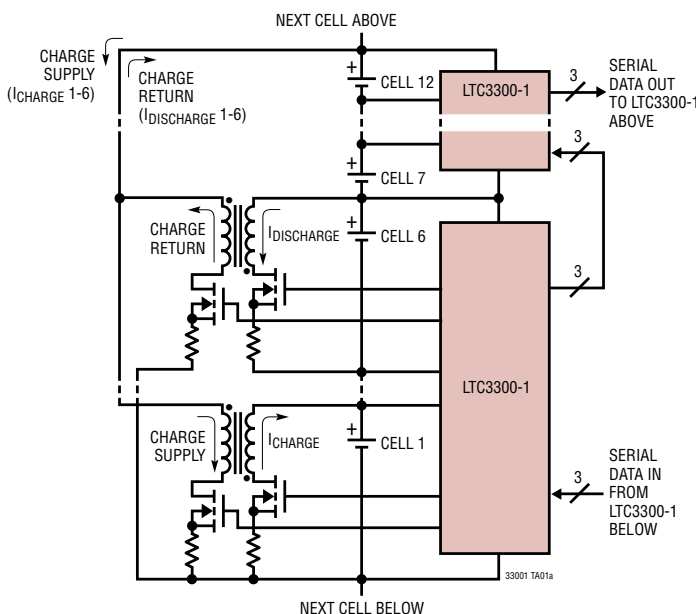 NEXT CELL ABOVE
CHARGE
SUPPLY
(ICHARGE 1-6)
CHARGE
RETURN
(IDISCHARGE 1-6)
+
CELL 12
LTC3300-1
3
SERIAL
DATA OUT
TO LTC3300-1
ABOVE
3
+
CELL 7
CHARGE
RETURN
IDISCHARGE
+
CELL 6
3
LTC3300-1
CHARGE
SUPPLY
ICHARGE
+
CELL 1
3
SERIAL
DATA IN
FROM
LTC3300-1
BELOW
33001 TA01a
NEXT CELL BELOW